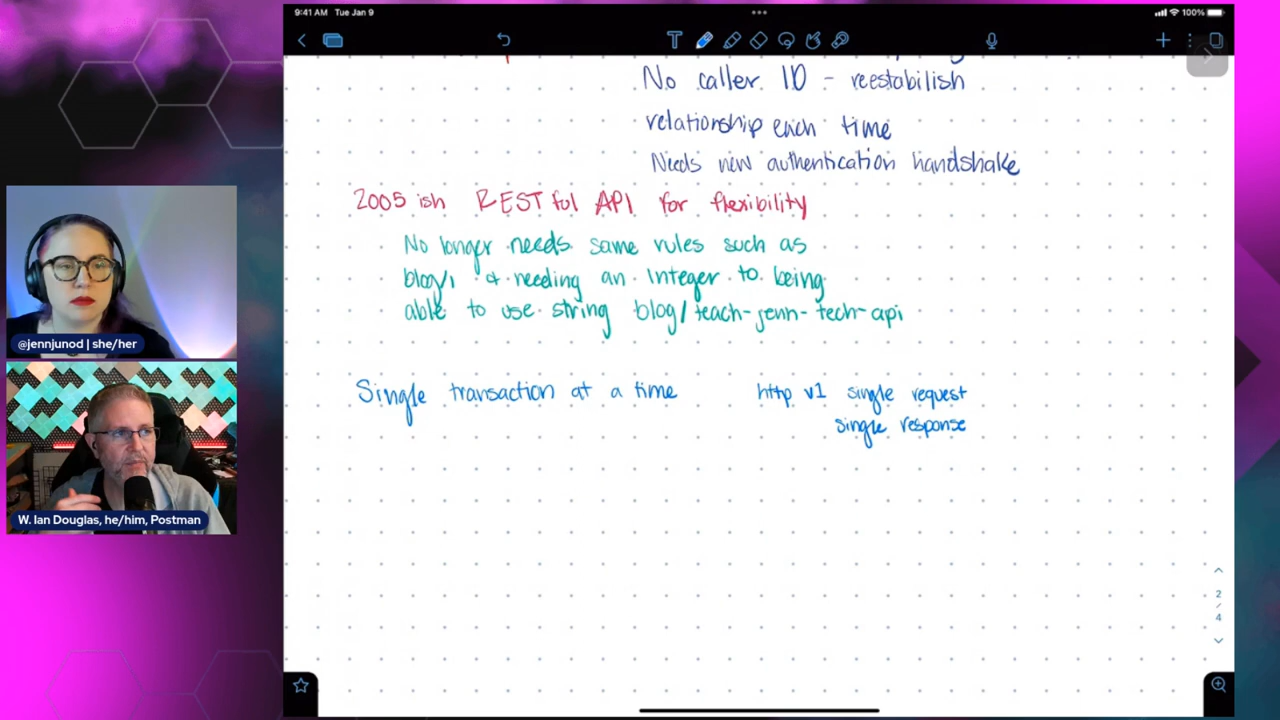 9:41 AM Tue Jan 9
100%
No caller ID - reestabilish
relationship each time
Needs new authentication handshake
2005 ish RESTful API for flexibility
No longer needs same rules such as
blog/1 & needing an integer to being
able to use string blog/teach-jenn-tech-api
Single transaction at a time
http v1 single request
single response
@jennjunod | she/her
W. Ian Douglas, he/him, Postman
2
/
4